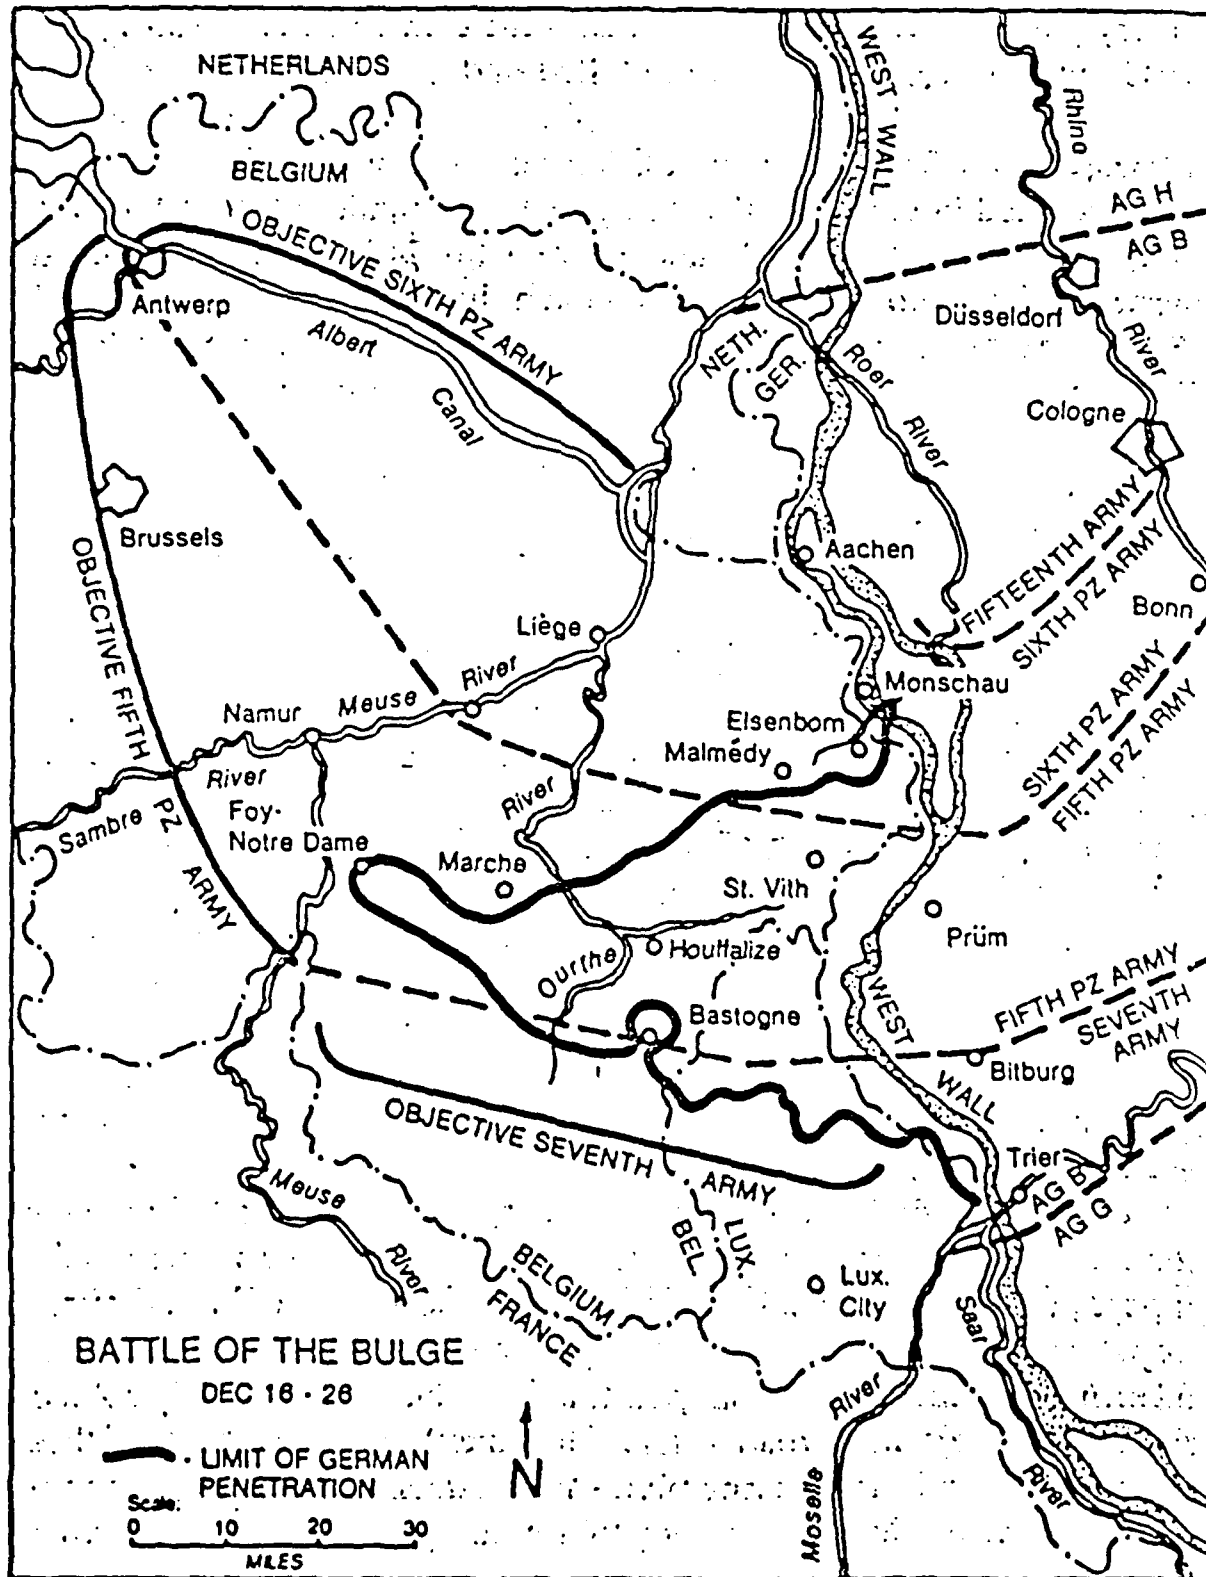 NETHERLANDS
BELGIUM
WEST WALL
Rhine
AG H
AG B
OBJECTIVE SIXTH PZ ARMY
Antwerp
Albert
Canal
NETH.
GER.
Roer
River
Düsseldorf
River
Cologne
Brussels
Aachen
FIFTEENTH ARMY
SIXTH PZ ARMY
Bonn
OBJECTIVE FIFTH
PZ
ARMY
Liège
River
Meuse
Namur
Monschau
Elsenborn
Malmédy
SIXTH PZ ARMY
FIFTH PZ ARMY
River
Sambre
Foy-
Notre Dame
River
Marche
St. Vith
Prüm
Houffalize
Ourthe
WEST
WALL
FIFTH PZ ARMY
SEVENTH
ARMY
Bastogne
Bitburg
OBJECTIVE SEVENTH
ARMY
Trier
AG B
AG G
Meuse
River
LUX.
BEL.
Lux.
City
BELGIUM
FRANCE
Saar
River
River
Moselle
BATTLE OF THE BULGE
DEC 16 - 26
- LIMIT OF GERMAN
PENETRATION
N
Scale:
0 10 20 30
MILES